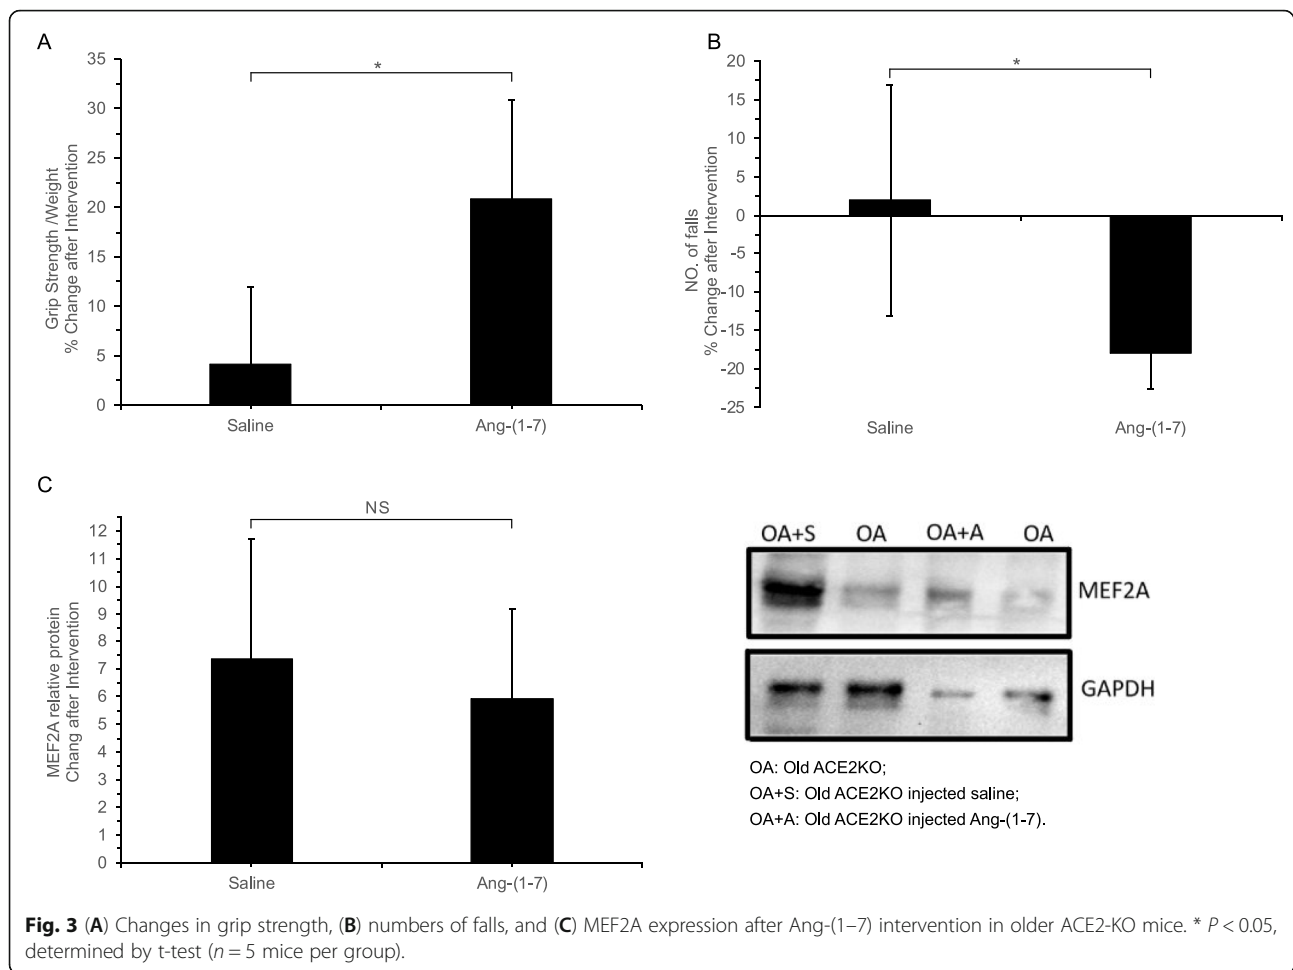 A
35
30
25
20
15
10
5
0
Grip Strength /Weight
% Change after Intervention
*
Saline
Ang-(1-7)
B
20
15
10
5
0
-5
-10
-15
-20
-25
NO. of falls
% Change after Intervention
*
Saline
Ang-(1-7)
C
12
11
10
9
8
7
6
5
4
3
2
1
0
MEF2A relative protein
Chang after Intervention
NS
Saline
Ang-(1-7)
OA+S OA OA+A OA
MEF2A
GAPDH
OA: Old ACE2KO;
OA+S: Old ACE2KO injected saline;
OA+A: Old ACE2KO injected Ang-(1-7).
Fig. 3 (A) Changes in grip strength, (B) numbers of falls, and (C) MEF2A expression after Ang-(1–7) intervention in older ACE2-KO mice. * P < 0.05,
determined by t-test (n = 5 mice per group).